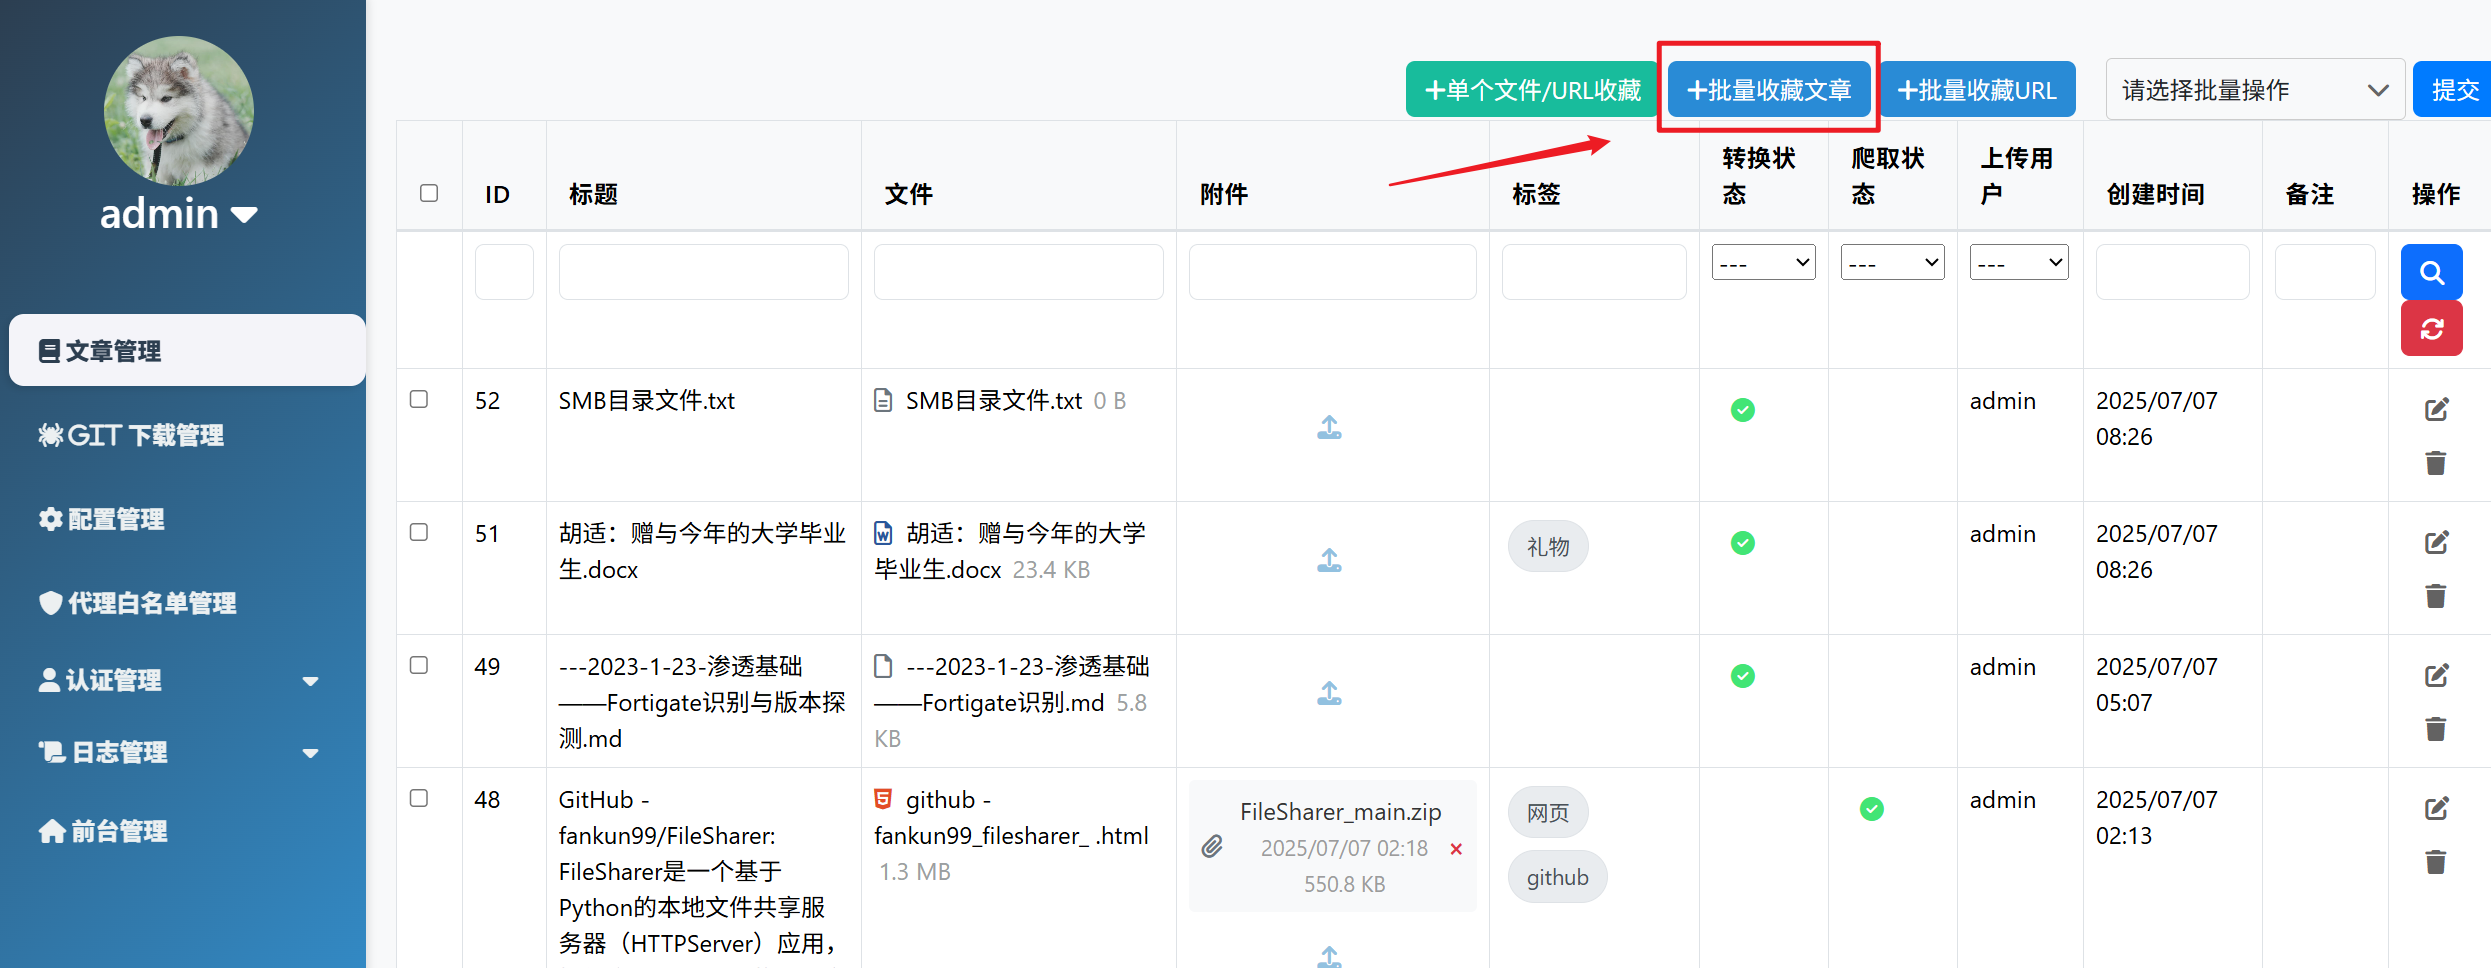 admin
文章管理
GIT 下载管理
配置管理
代理白名单管理
认证管理
日志管理
前台管理
+单个文件/URL收藏
+批量收藏文章
+批量收藏URL
请选择批量操作
提交
ID
标题
文件
附件
标签
转换状
态
爬取状
态
上传用
户
创建时间
备注
操作
---
---
---
52
SMB目录文件.txt
SMB目录文件.txt 0 B
admin
2025/07/07
08:26
51
胡适：赠与今年的大学毕业
生.docx
胡适：赠与今年的大学
毕业生.docx 23.4 KB
礼物
admin
2025/07/07
08:26
49
---2023-1-23-渗透基础
——Fortigate识别与版本探
测.md
---2023-1-23-渗透基础
——Fortigate识别.md 5.8
KB
admin
2025/07/07
05:07
48
GitHub -
fankun99/FileSharer:
FileSharer是一个基于
Python的本地文件共享服
务器（HTTPServer）应用，
github -
fankun99_filesharer_ .html
1.3 MB
FileSharer_main.zip
2025/07/07 02:18 ×
550.8 KB
网页
github
admin
2025/07/07
02:13